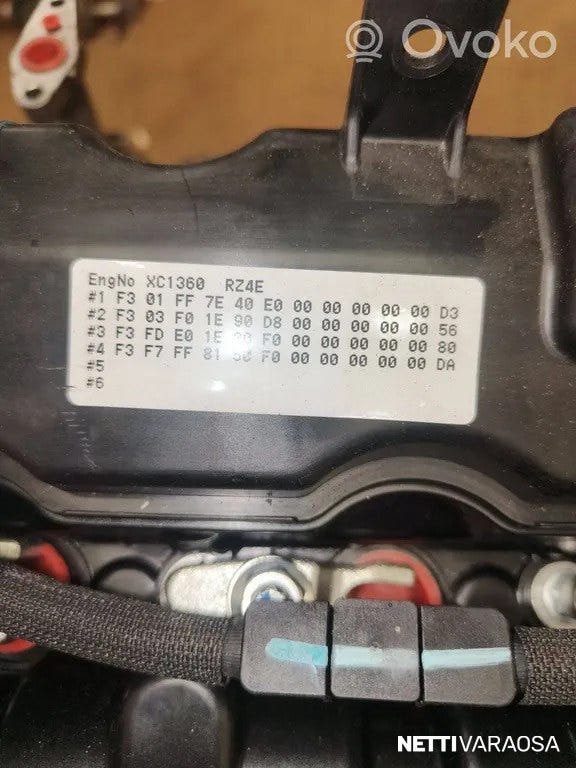 Ovoko
EngNo XC1360 RZ4E
#1 F3 01 FF 7E 40 E0 00 00 00 00 00 D3
#2 F3 03 F0 1E 90 D8 00 00 00 00 00 56
#3 F3 FD E0 1E F0 00 00 00 00 00 80
#4 F3 F7 FF 81 F0 00 00 00 00 00 DA
#5
#6
NETTIVARAOSA